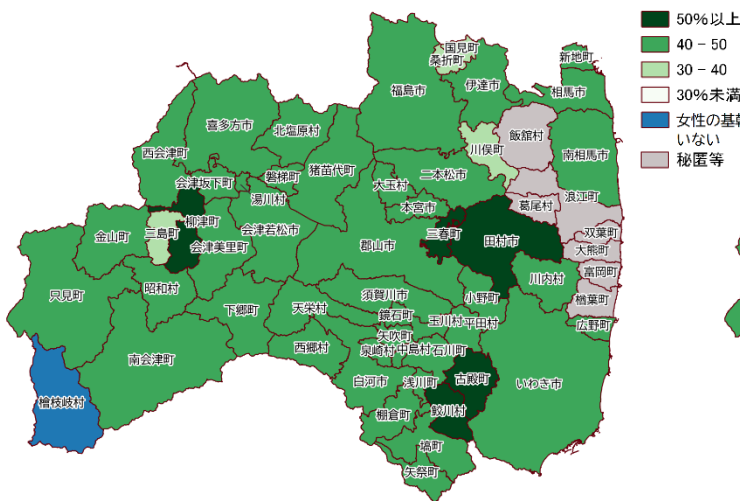 50%以上
40 - 50
30 - 40
30%未満
女性の基幹
いない
秘匿等
国見町
桑折町
新地町
伊達市
福島市
相馬市
喜多方市
北塩原村
飯舘村
川俣町
西会津町
南相馬市
猪苗代町
磐梯町
会津坂下町
二本松市
大玉村
湯川村
浪江町
葛尾村
本宮市
柳津町
三島町
会津若松市
三春町
田村市
双葉町
金山町
会津美里町
郡山市
大熊町
富岡町
昭和村
川内村
只見町
須賀川市
小野町
楢葉町
下郷町
天栄村
鏡石町
玉川村
平田村
広野町
矢吹町
西郷村
泉崎村
中島村
石川町
南会津町
白河市
浅川町
古殿町
いわき市
檜枝岐村
棚倉町
鮫川村
塙町
矢祭町